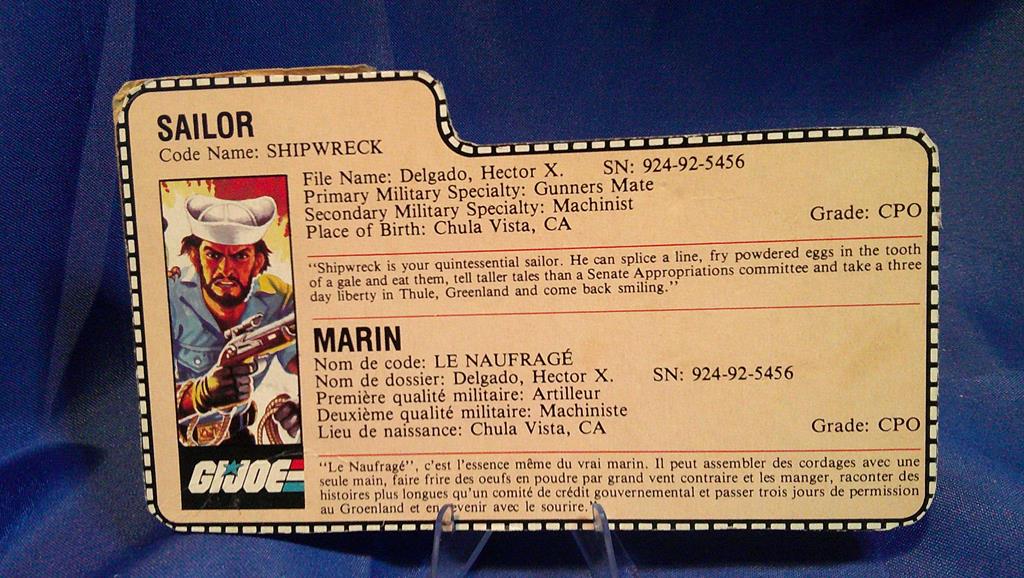 SAILOR
Code Name: SHIPWRECK
File Name: Delgado, Hector X. SN: 924-92-5456
Primary Military Specialty: Gunners Mate
Secondary Military Specialty: Machinist
Place of Birth: Chula Vista, CA Grade: CPO
"Shipwreck is your quintessential sailor. He can splice a line, fry powdered eggs in the tooth
of a gale and eat them, tell taller tales than a Senate Appropriations committee and take a three
day liberty in Thule, Greenland and come back smiling."
MARIN
Nom de code: LE NAUFRAGÉ
Nom de dossier: Delgado, Hector X. SN: 924-92-5456
Première qualité militaire: Artilleur
Deuxième qualité militaire: Machiniste
Lieu de naissance: Chula Vista, CA Grade: CPO
"Le Naufragé", c'est l'essence même du vrai marin. Il peut assembler des cordages avec une
seule main, faire frire des oeufs en poudre par grand vent contraire et les manger, raconter des
histoires plus longues qu'un comité de crédit gouvernemental et passer trois jours de permission
au Groenland et en revenir avec le sourire."
GI JOE